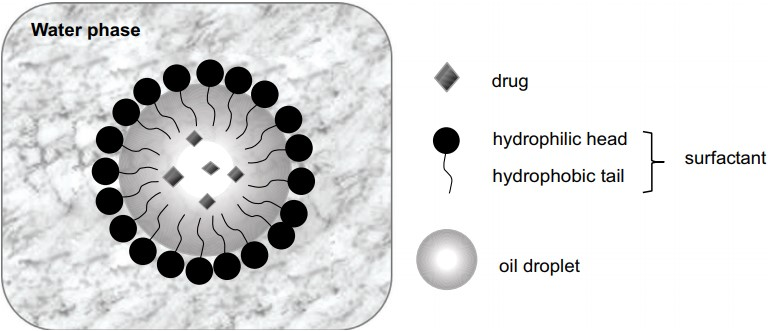 Water phase
drug
hydrophilic head
hydrophobic tail
surfactant
oil droplet